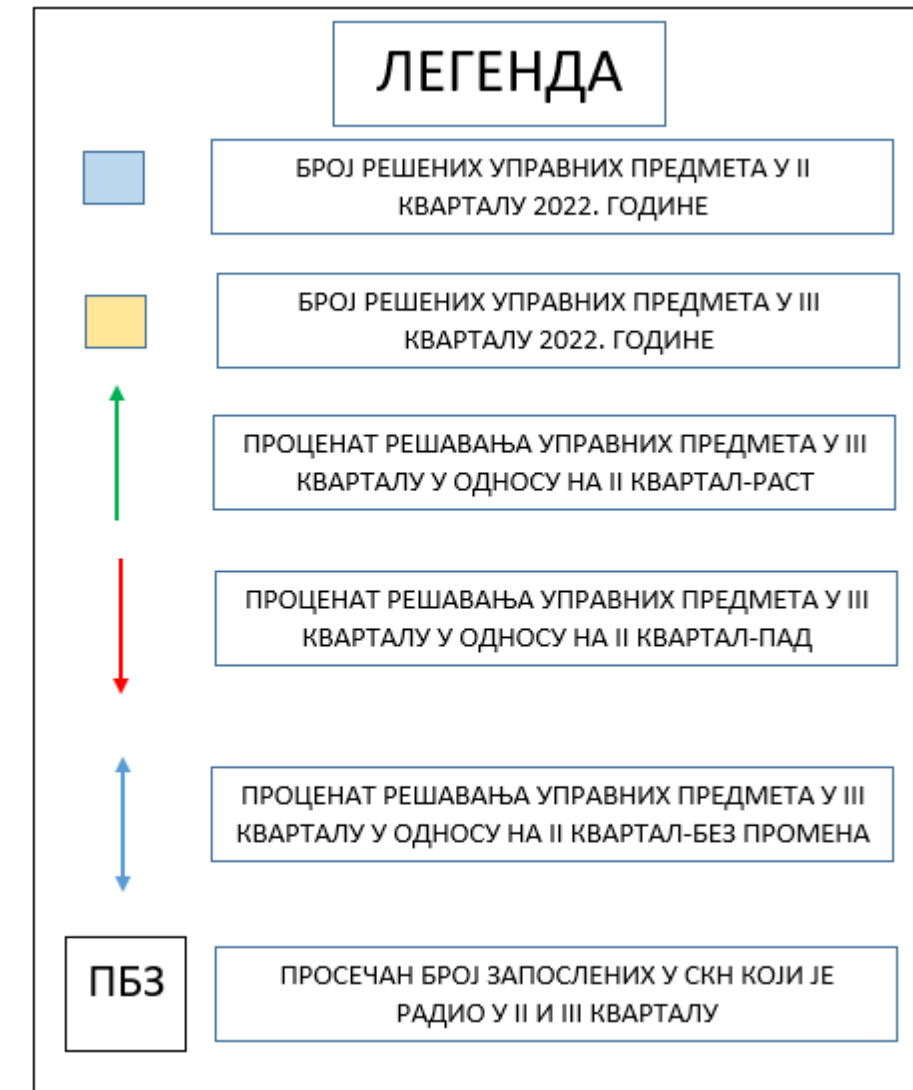 ЛЕГЕНДА
БРОЈ РЕШЕНИХ УПРАВНИХ ПРЕДМЕТА У II
КВАРТАЛУ 2022. ГОДИНЕ
БРОЈ РЕШЕНИХ УПРАВНИХ ПРЕДМЕТА У III
КВАРТАЛУ 2022. ГОДИНЕ
ПРОЦЕНАТ РЕШАВАЊА УПРАВНИХ ПРЕДМЕТА У III
КВАРТАЛУ У ОДНОСУ НА II КВАРТАЛ-РАСТ
ПРОЦЕНАТ РЕШАВАЊА УПРАВНИХ ПРЕДМЕТА У III
КВАРТАЛУ У ОДНОСУ НА II КВАРТАЛ-ПАД
ПРОЦЕНАТ РЕШАВАЊА УПРАВНИХ ПРЕДМЕТА У III
КВАРТАЛУ У ОДНОСУ НА II КВАРТАЛ-БЕЗ ПРОМЕНА
ПБЗ
ПРОСЕЧАН БРОЈ ЗАПОСЛЕНИХ У СКН КОЈИ ЈЕ
РАДИО У II И III КВАРТАЛУ